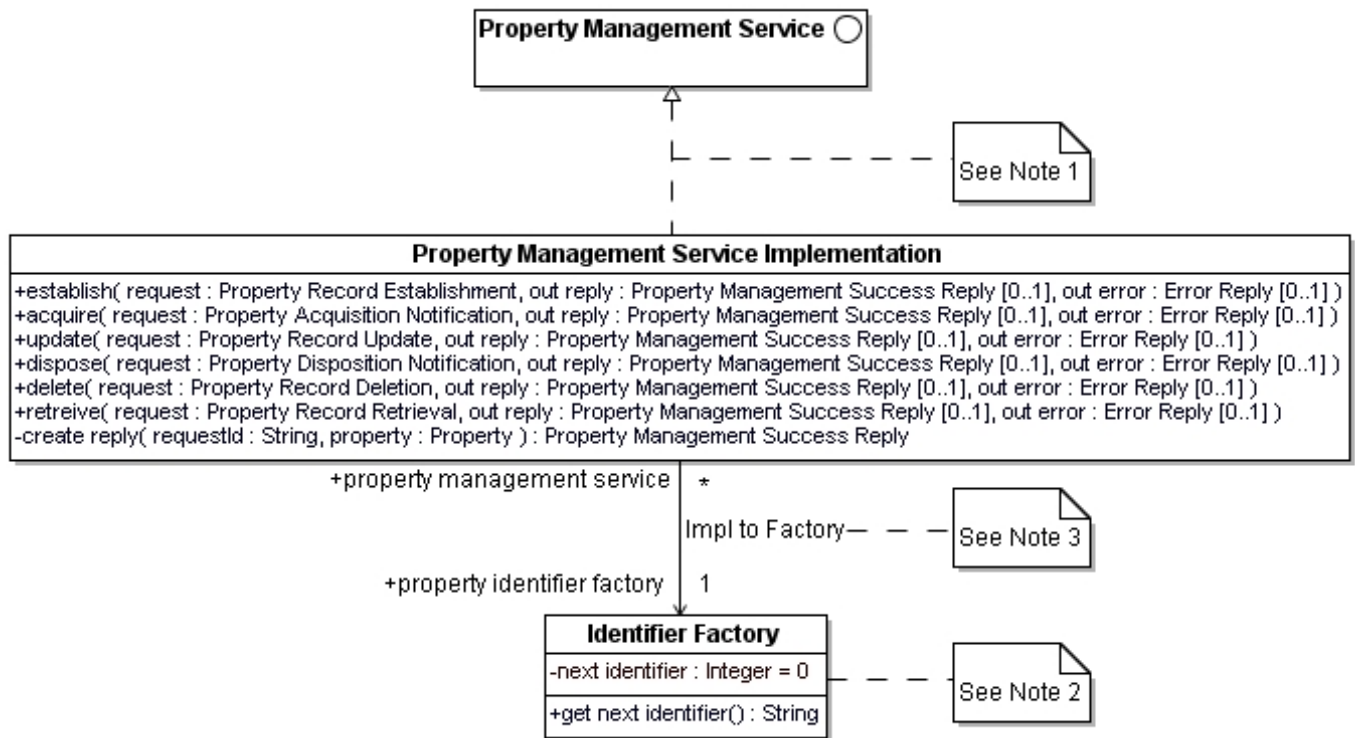 Property Management Service
See Note 1
Property Management Service Implementation
+establish( request : Property Record Establishment, out reply : Property Management Success Reply [0..1], out error : Error Reply [0..1] )
+acquire( request : Property Acquisition Notification, out reply : Property Management Success Reply [0..1], out error : Error Reply [0..1] )
+update( request : Property Record Update, out reply : Property Management Success Reply [0..1], out error : Error Reply [0..1] )
+dispose( request : Property Disposition Notification, out reply : Property Management Success Reply [0..1], out error : Error Reply [0..1] )
+delete( request : Property Record Deletion, out reply : Property Management Success Reply [0..1], out error : Error Reply [0..1] )
+retreive( request : Property Record Retrieval, out reply : Property Management Success Reply [0..1], out error : Error Reply [0..1] )
-create reply( requestId : String, property : Property ) : Property Management Success Reply
+property management service *
Impl to Factory
See Note 3
+property identifier factory 1
Identifier Factory
-next identifier : Integer = 0
+get next identifier() : String
See Note 2